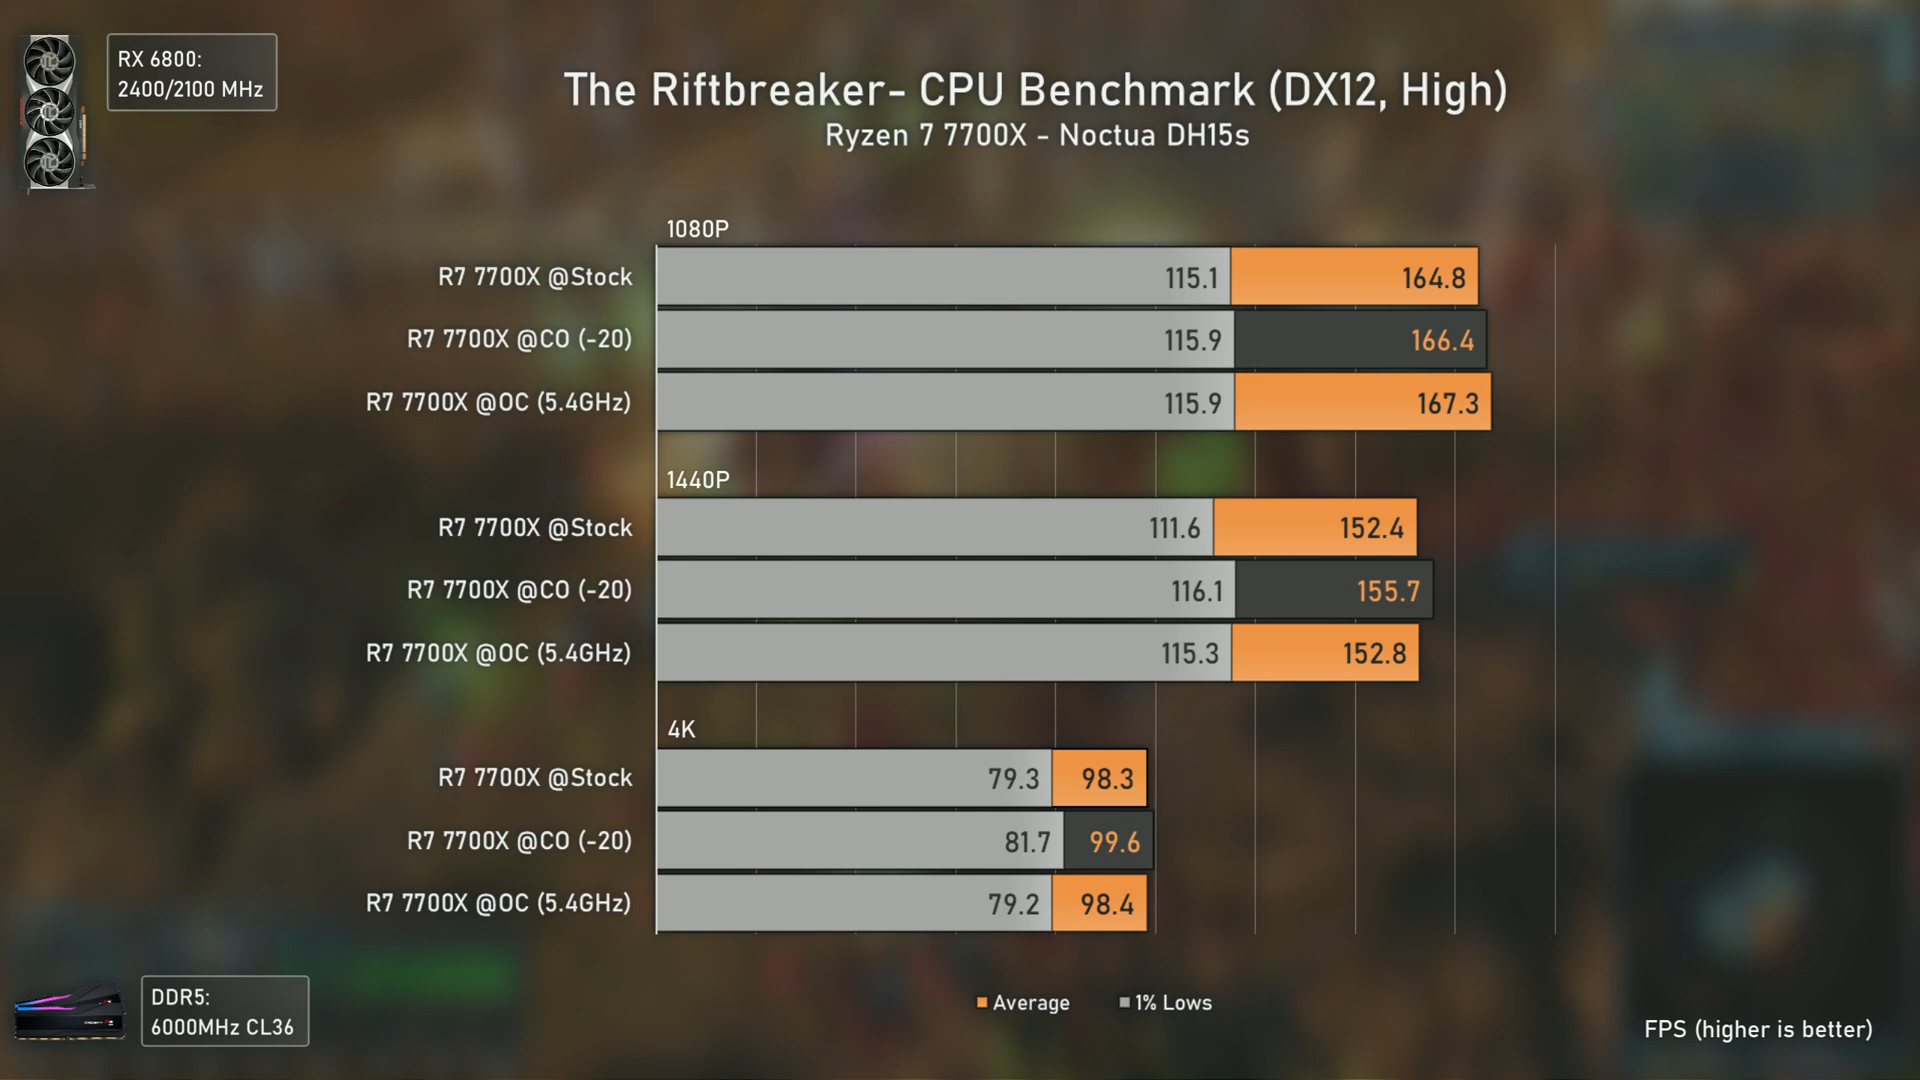 RX 6800:
2400/2100 MHz
The Riftbreaker- CPU Benchmark (DX12, High)
Ryzen 7 7700X - Noctua DH15s
1080P
R7 7700X @Stock 115.1 164.8
R7 7700X @CO (-20) 115.9 166.4
R7 7700X @OC (5.4GHz) 115.9 167.3
1440P
R7 7700X @Stock 111.6 152.4
R7 7700X @CO (-20) 116.1 155.7
R7 7700X @OC (5.4GHz) 115.3 152.8
4K
R7 7700X @Stock 79.3 98.3
R7 7700X @CO (-20) 81.7 99.6
R7 7700X @OC (5.4GHz) 79.2 98.4
DDR5:
6000MHz CL36
Average 1% Lows
FPS (higher is better)